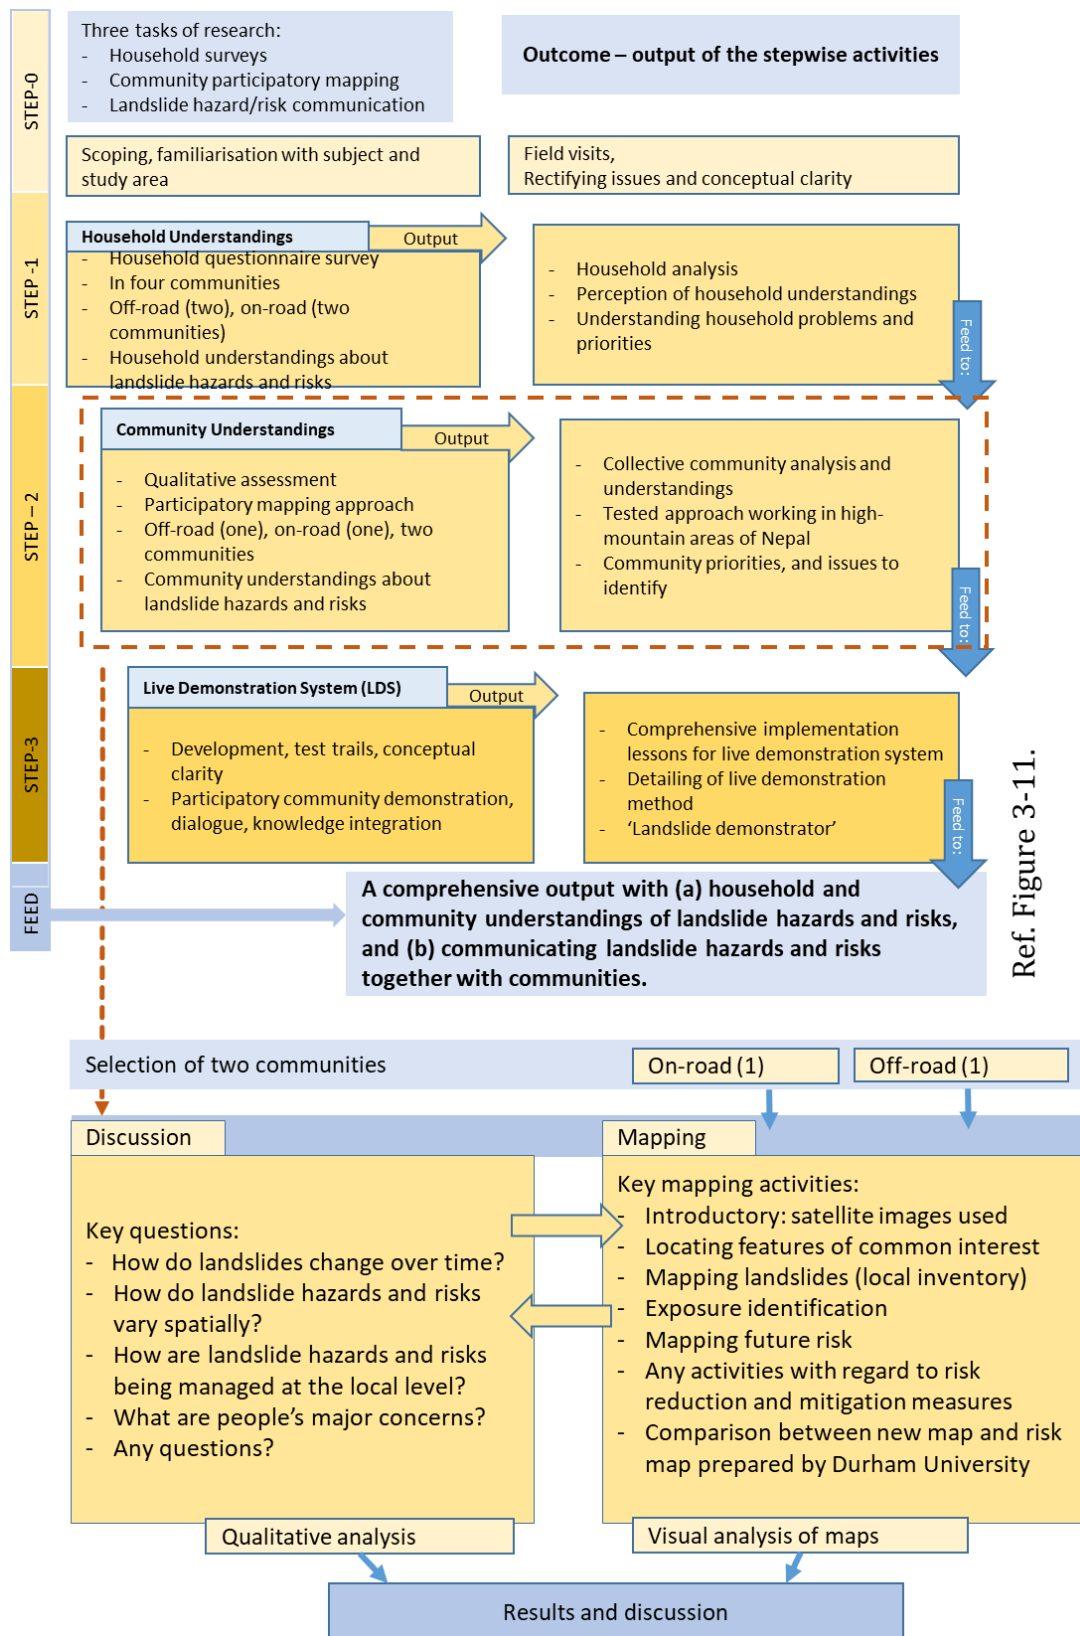 STEP-0
Three tasks of research:
- Household surveys
- Community participatory mapping
- Landslide hazard/risk communication
Outcome – output of the stepwise activities
Scoping, familiarisation with subject and
study area
Field visits,
Rectifying issues and conceptual clarity
STEP -1
Household Understandings
Output
- Household questionnaire survey
- In four communities
- Off-road (two), on-road (two
communities)
- Household understandings about
landslide hazards and risks
- Household analysis
- Perception of household understandings
- Understanding household problems and
priorities
Feed to:
STEP – 2
Community Understandings
Output
- Qualitative assessment
- Participatory mapping approach
- Off-road (one), on-road (one), two
communities
- Community understandings about
landslide hazards and risks
- Collective community analysis and
understandings
- Tested approach working in high-
mountain areas of Nepal
- Community priorities, and issues to
identify
Feed to:
STEP-3
Live Demonstration System (LDS)
Output
- Development, test trails, conceptual
clarity
- Participatory community demonstration,
dialogue, knowledge integration
- Comprehensive implementation
lessons for live demonstration system
- Detailing of live demonstration
method
- ‘Landslide demonstrator’
Feed to:
Ref. Figure 3-11.
FEED
A comprehensive output with (a) household and
community understandings of landslide hazards and risks,
and (b) communicating landslide hazards and risks
together with communities.
Selection of two communities
On-road (1)
Off-road (1)
Discussion
Key questions:
- How do landslides change over time?
- How do landslide hazards and risks
vary spatially?
- How are landslide hazards and risks
being managed at the local level?
- What are people’s major concerns?
- Any questions?
Mapping
Key mapping activities:
- Introductory: satellite images used
- Locating features of common interest
- Mapping landslides (local inventory)
- Exposure identification
- Mapping future risk
- Any activities with regard to risk
reduction and mitigation measures
- Comparison between new map and risk
map prepared by Durham University
Qualitative analysis
Visual analysis of maps
Results and discussion